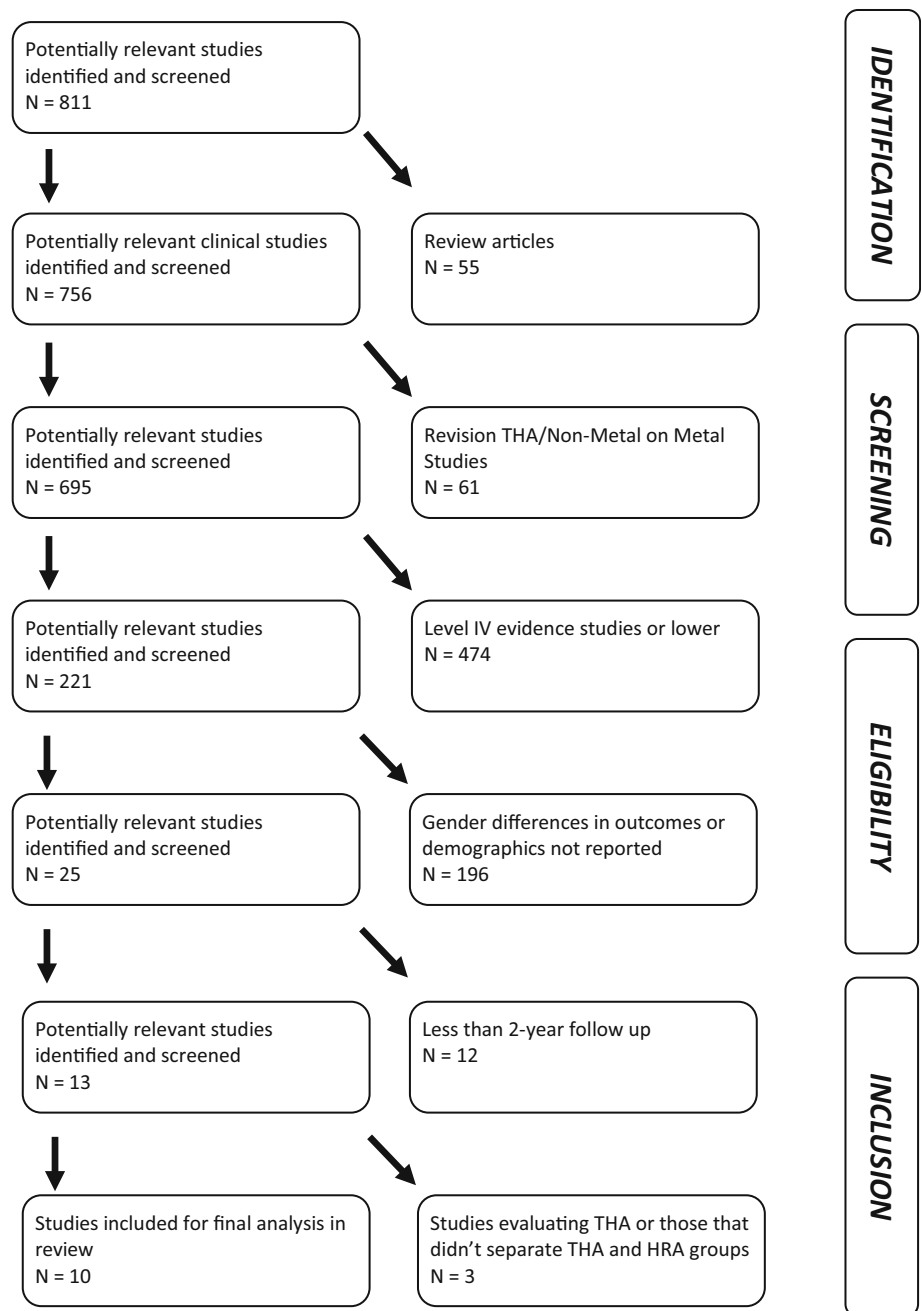 Potentially relevant studies
identified and screened
N = 811
IDENTIFICATION
Potentially relevant clinical studies
identified and screened
N = 756
Review articles
N = 55
SCREENING
Potentially relevant studies
identified and screened
N = 695
Revision THA/Non-Metal on Metal
Studies
N = 61
Potentially relevant studies
identified and screened
N = 221
Level IV evidence studies or lower
N = 474
ELIGIBILITY
Potentially relevant studies
identified and screened
N = 25
Gender differences in outcomes or
demographics not reported
N = 196
Potentially relevant studies
identified and screened
N = 13
Less than 2-year follow up
N = 12
INCLUSION
Studies included for final analysis in
review
N = 10
Studies evaluating THA or those that
didn't separate THA and HRA groups
N = 3